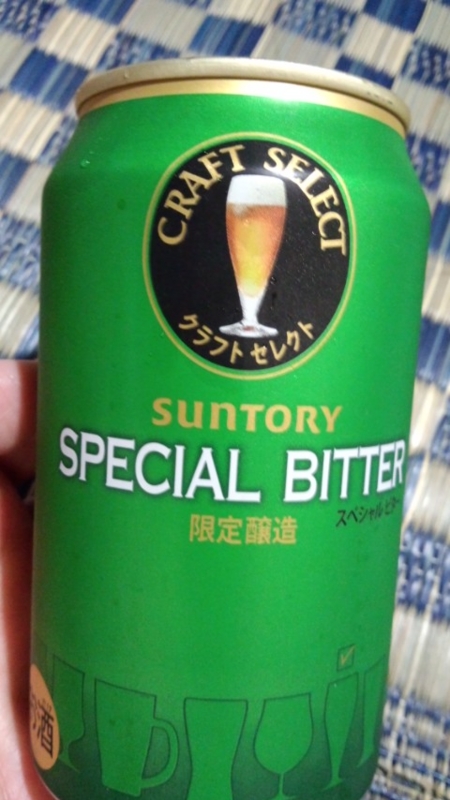 CRAFT SELECT
クラフト セレクト
SUNTORY
SPECIAL BITTER
スペシャルビター
限定醸造
酒